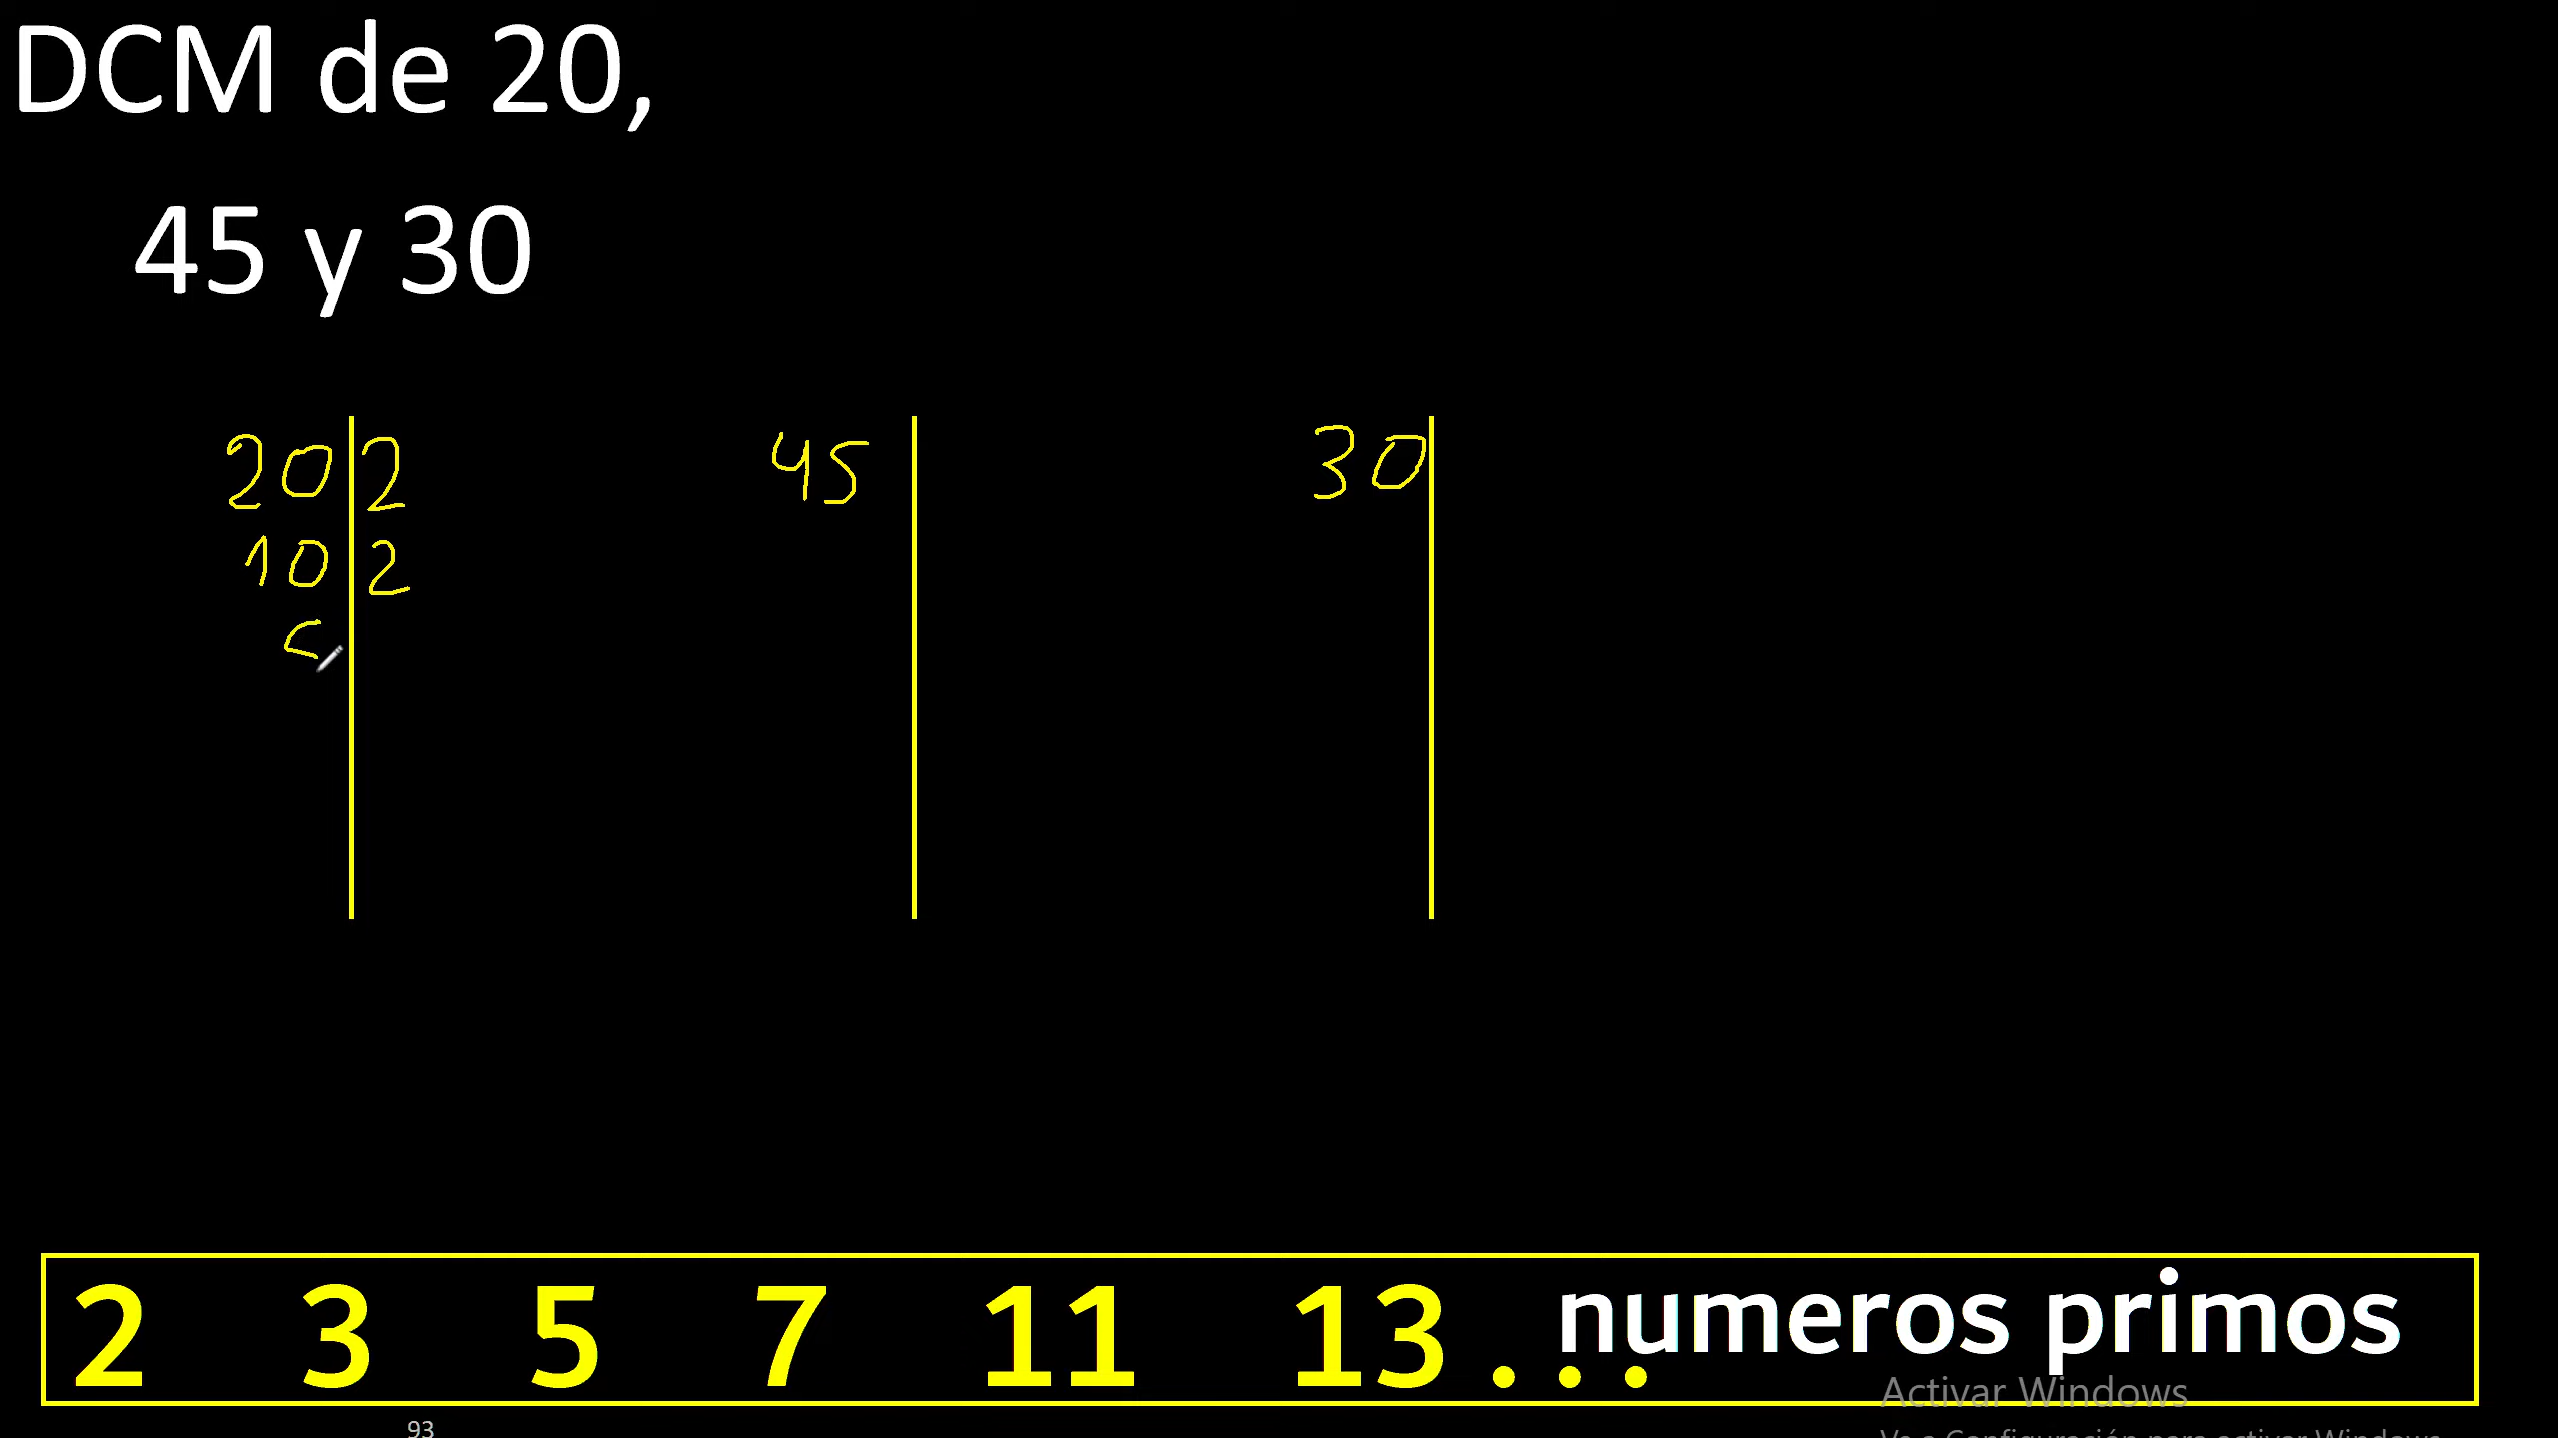 DCM de 20,
45 y 30
20 2
10 2
45
30
2 3 5 7 11 13 ... numeros primos
Activar Windows
93